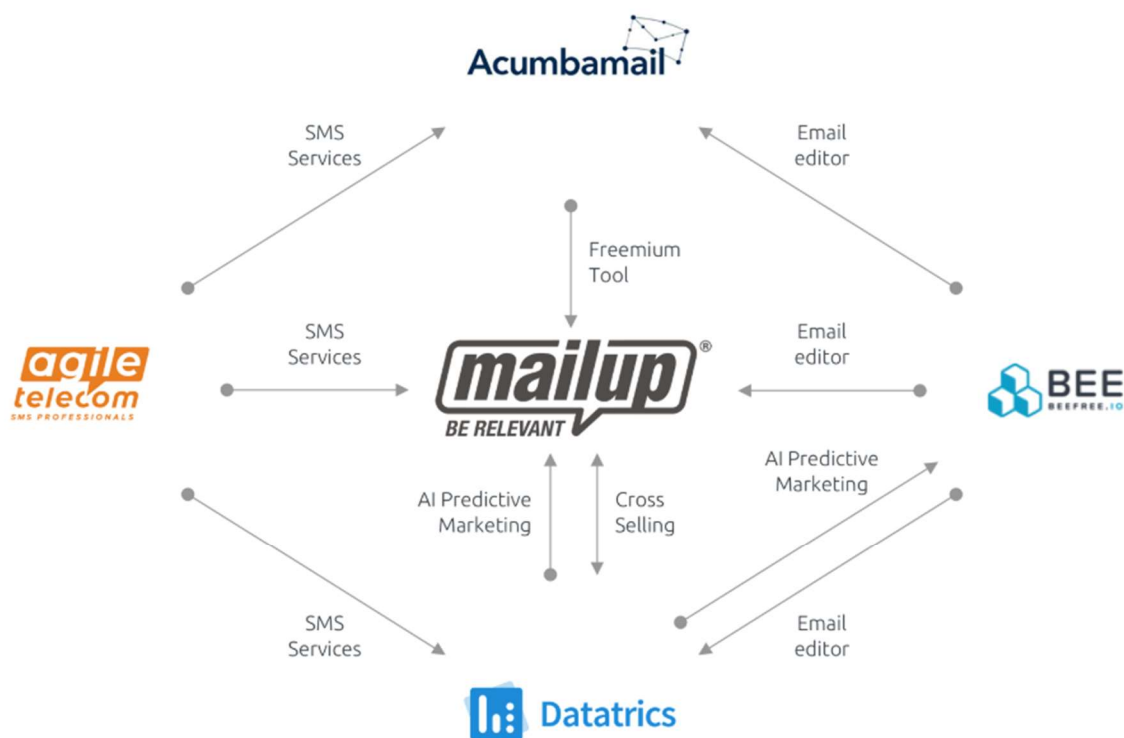 Acumbamail
SMS
Services
Email
editor
Freemium
Tool
SMS
Services
Email
editor
agile
telecom
SMS PROFESSIONALS
mailup®
BE RELEVANT
BEE
BEEFREE.IO
AI Predictive
Marketing
Cross
Selling
AI Predictive
Marketing
SMS
Services
Email
editor
Datatrics